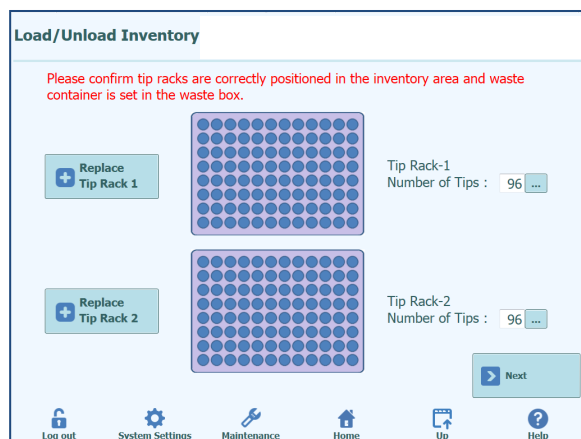 Load/Unload Inventory
Please confirm tip racks are correctly positioned in the inventory area and waste
container is set in the waste box.
Replace
Tip Rack 1
Tip Rack-1
Number of Tips : 96 ...
Replace
Tip Rack 2
Tip Rack-2
Number of Tips : 96 ...
Next
Log out System Settings Maintenance Home Up Help